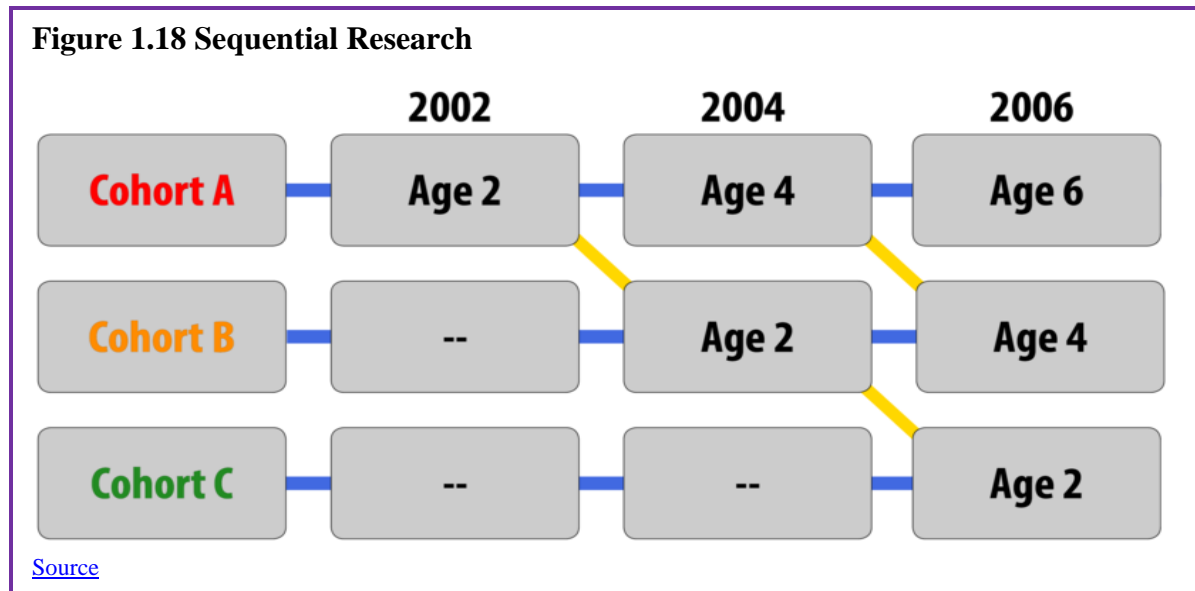 Figure 1.18 Sequential Research
2002 2004 2006
Cohort A Age 2 Age 4 Age 6
Cohort B -- Age 2 Age 4
Cohort C -- -- Age 2
Source